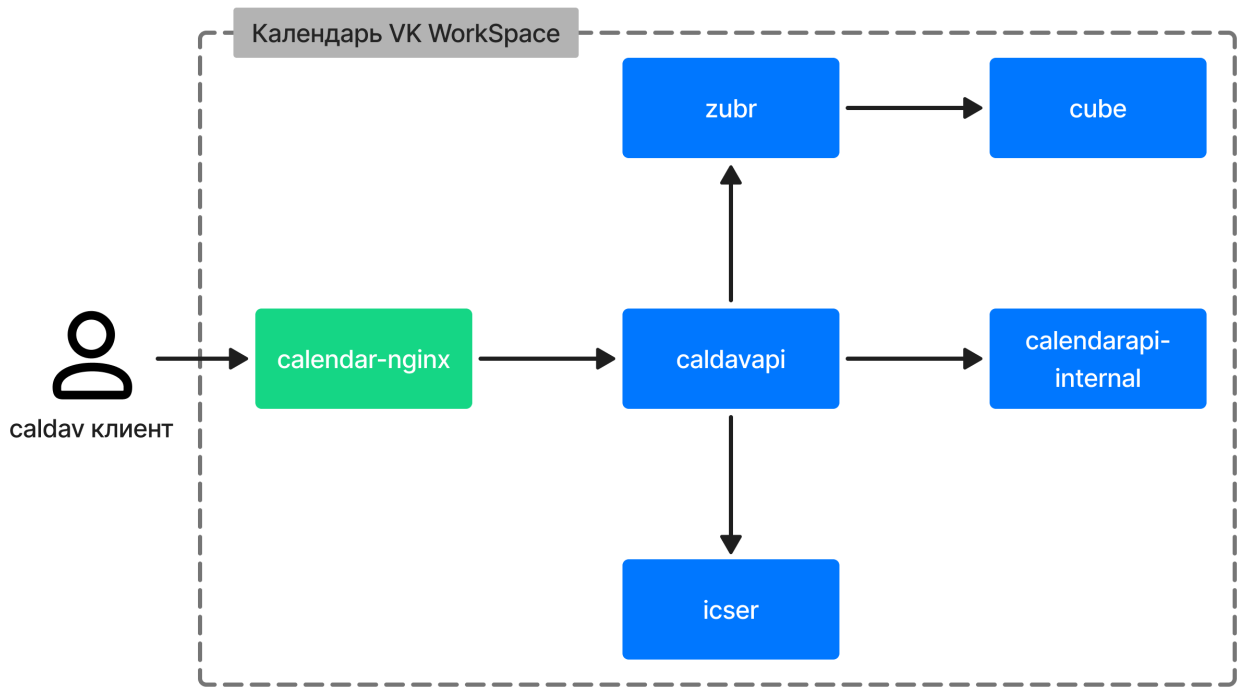 Календарь VK WorkSpace
zubr
cube
caldav клиент
calendar-nginx
caldavapi
calendarapi-
internal
icser